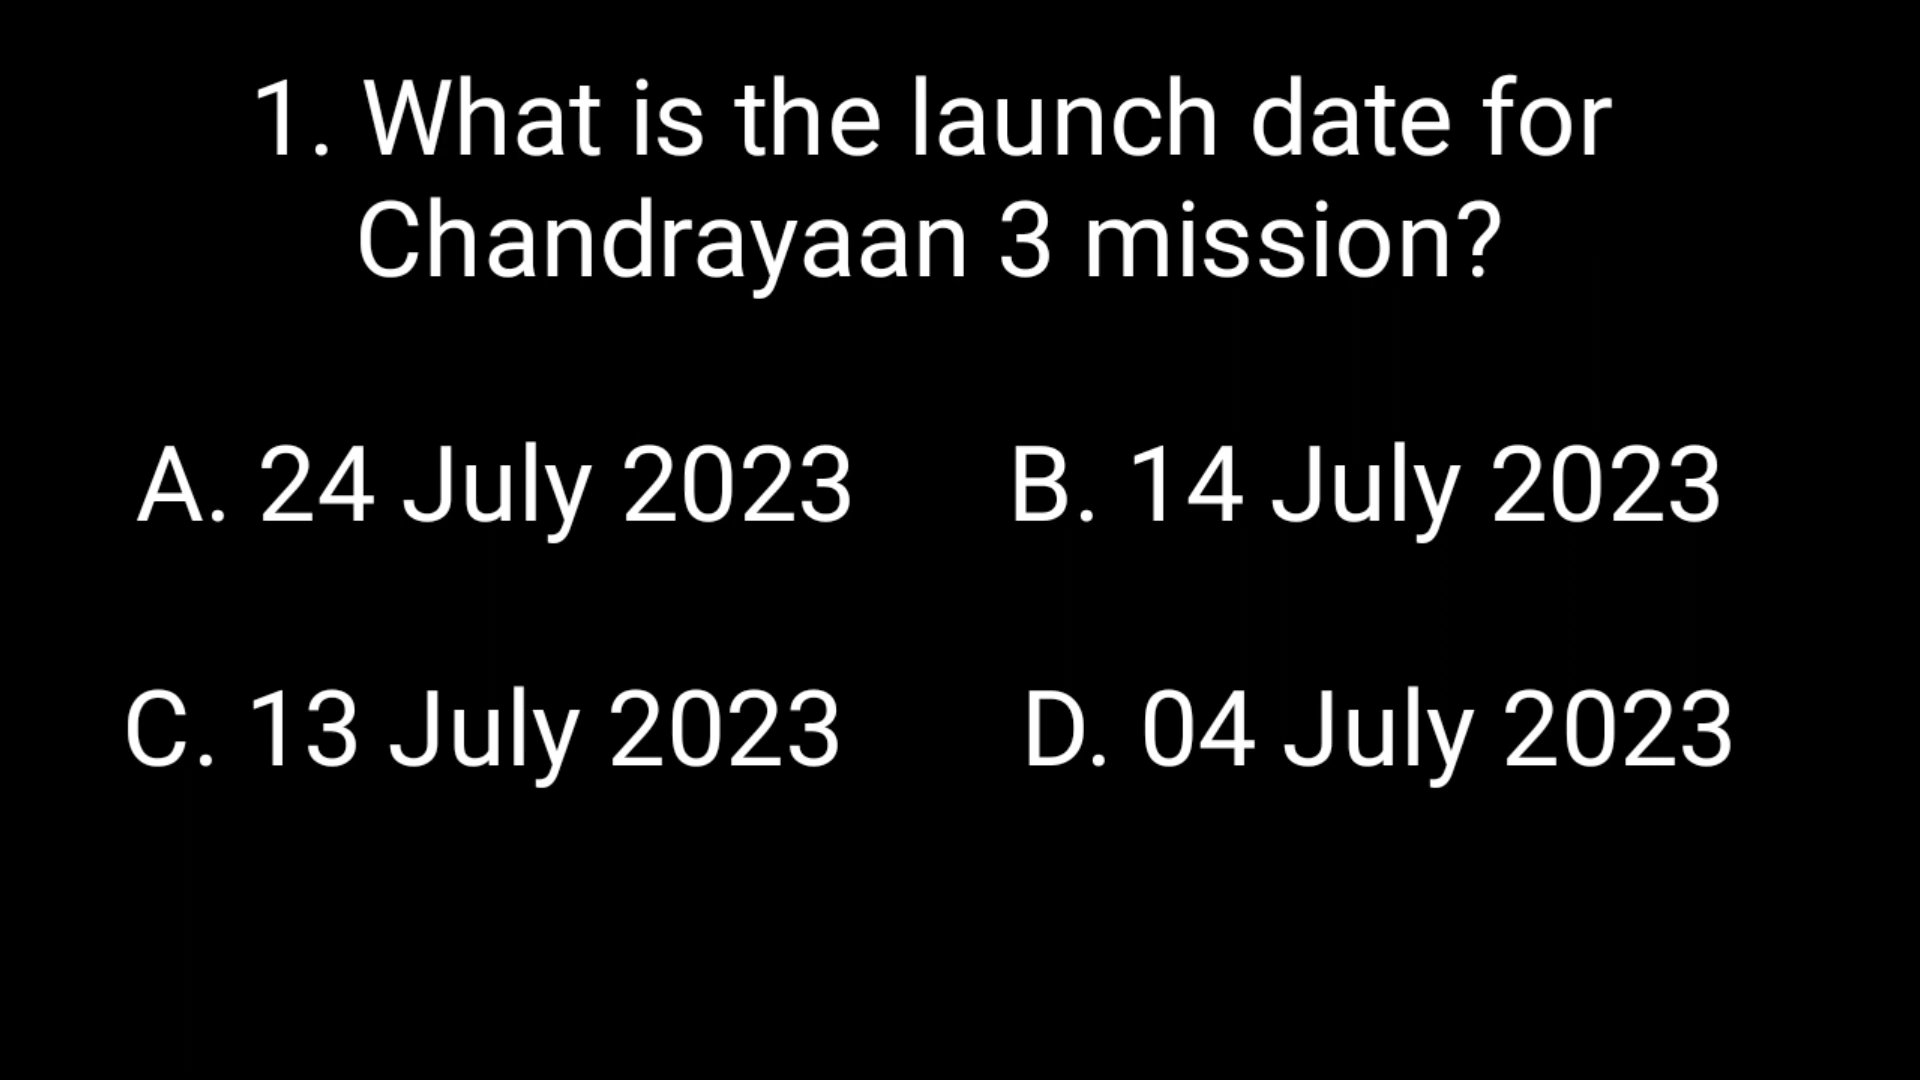 1. What is the launch date for
Chandrayaan 3 mission?
A. 24 July 2023 B. 14 July 2023
C. 13 July 2023 D. 04 July 2023